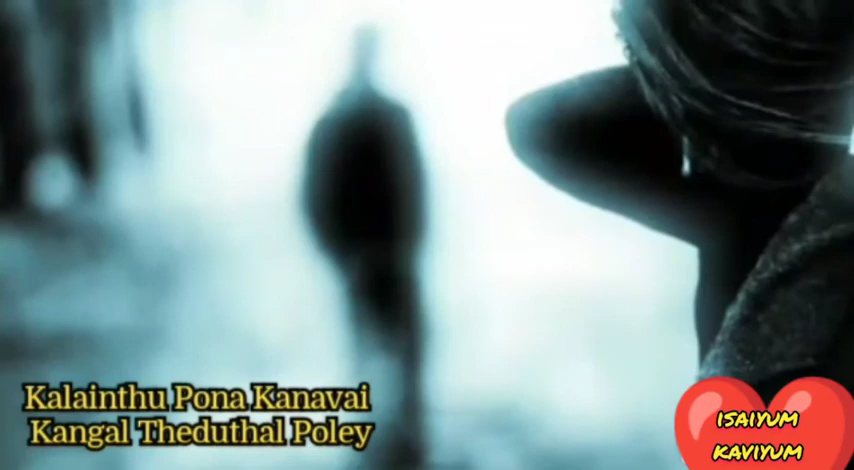 Kalainthu Pona Kanavai
Kangal Theduthal Poley
ISAIYUM
KAVIYUM